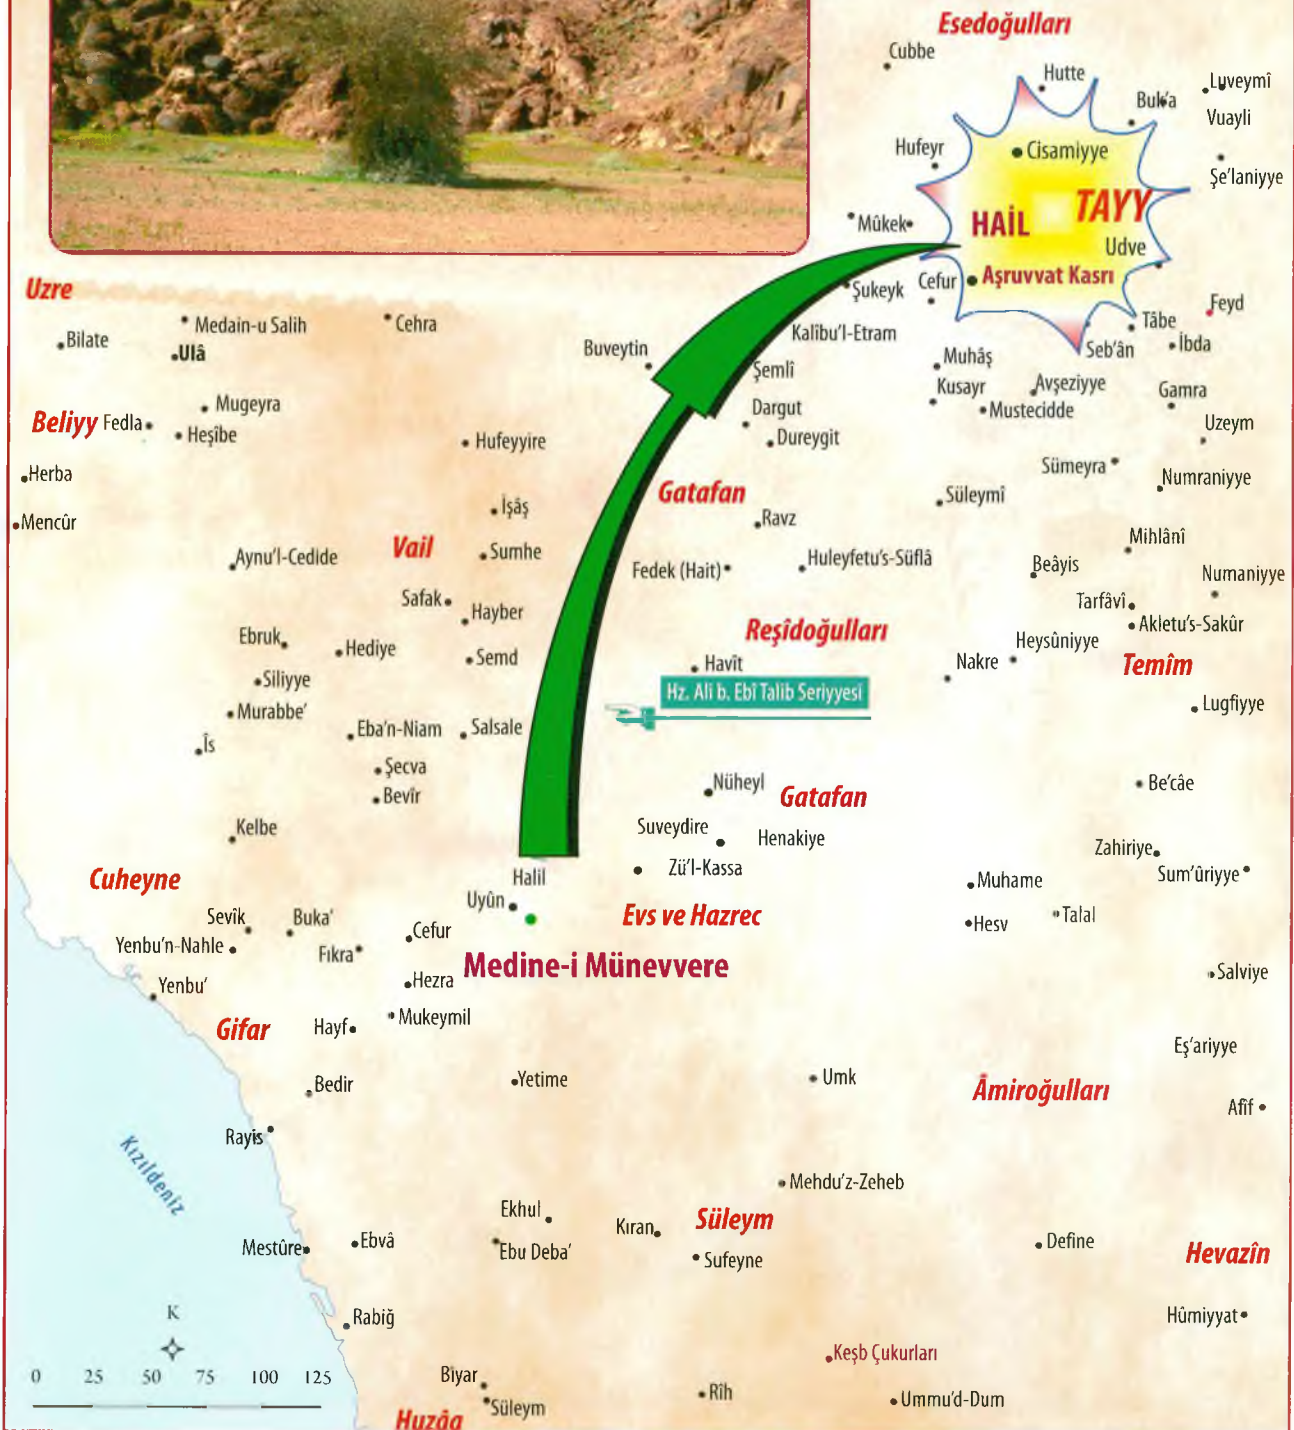 Esedoğulları
Cubbe
Hutte
Luveymî
Buk'a
Vuayli
Hufeyr
Cisamiyye
Şe'laniyye
TAYY
Mûkek
HAİL
Udve
Uzre
Şukeyk
Cefur
Aşruvvat Kasrı
Feyd
Medain-u Salih
Cehra
Tâbe
Bilate
Kalîbu'l-Etram
Ulâ
Buveytin
Seb'ân
İbda
Muhâş
Şemlî
Kusayr
Avşeziyye
Gamra
Mugeyra
Dargut
Mustecidde
Beliyy
Fedla
Uzeym
Heşîbe
Hufeyyire
Dureygit
Sümeyra
Herba
Numraniyye
Gatafan
Süleymî
İşâş
Mencûr
Ravz
Mihlânî
Vail
Sumhe
Aynu'l-Cedide
Fedek (Hait)
Huleyfetu's-Süflâ
Beâyis
Numaniyye
Safak
Tarfâvî
Hayber
Akletu's-Sakûr
Reşîdoğulları
Ebruk
Hediye
Heysûniyye
Semd
Havît
Nakre
Temîm
Siliyye
Hz. Ali b. Ebî Talib Seriyyesi
Lugfiyye
Murabbe'
Eba'n-Niam
Salsale
Îs
Şecva
Nüheyl
Be'câe
Bevîr
Gatafan
Kelbe
Suveydire
Henakiye
Zahiriye
Zü'l-Kassa
Sum'ûriyye
Cuheyne
Halil
Muhame
Uyûn
Sevîk
Buka'
Evs ve Hazrec
Talal
Cefur
Hesv
Yenbu'n-Nahle
Fıkra
Medine-i Münevvere
Salviye
Yenbu'
Hezra
Gifar
Hayf
Mukeymil
Eş'ariyye
Bedir
Yetime
Umk
Âmiroğulları
Afîf
Rayis
Kızıldeniz
Mehdu'z-Zeheb
Ekhul
Kıran
Süleym
Mestûre
Ebvâ
Ebu Deba'
Sufeyne
Define
Hevazîn
K
Rabiğ
Hûmiyyat
Keşb Çukurları
0 25 50 75 100 125
Bîyar
Rîh
Ummu'd-Dum
Süleym
Huzâa